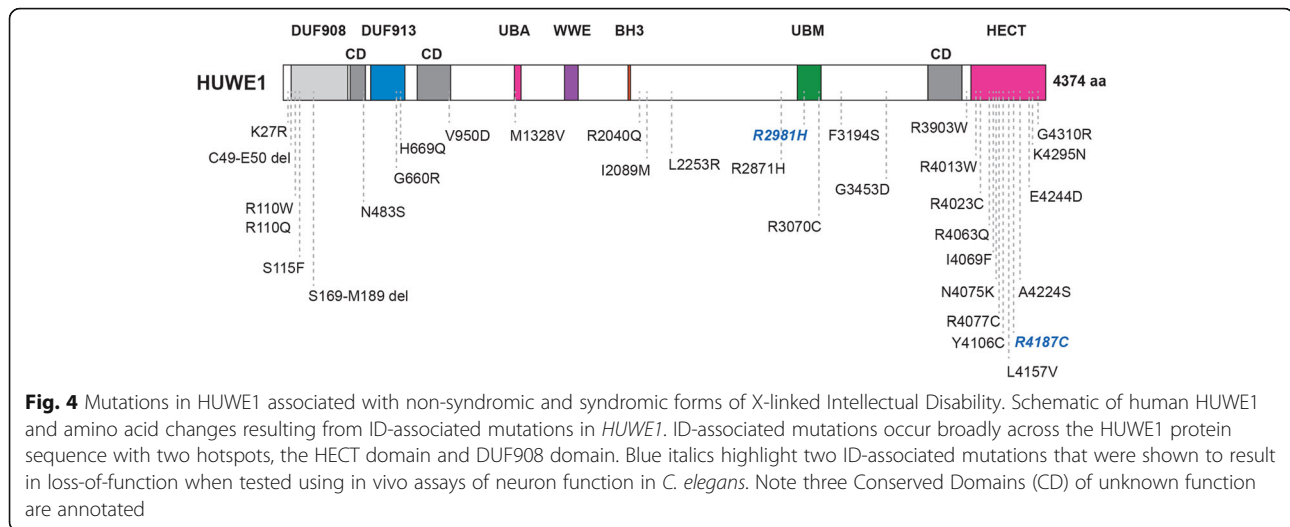 DUF908 DUF913 UBA WWE BH3 UBM HECT
CD CD CD
HUWE1 4374 aa
K27R V950D M1328V R2040Q R2981H F3194S R3903W G4310R
C49-E50 del H669Q I2089M L2253R R2871H R4013W K4295N
G660R G3453D E4244D
R110W N483S R4023C
R110Q R3070C R4063Q
S115F I4069F
S169-M189 del N4075K A4224S
R4077C
Y4106C R4187C
L4157V
Fig. 4 Mutations in HUWE1 associated with non-syndromic and syndromic forms of X-linked Intellectual Disability. Schematic of human HUWE1
and amino acid changes resulting from ID-associated mutations in HUWE1. ID-associated mutations occur broadly across the HUWE1 protein
sequence with two hotspots, the HECT domain and DUF908 domain. Blue italics highlight two ID-associated mutations that were shown to result
in loss-of-function when tested using in vivo assays of neuron function in C. elegans. Note three Conserved Domains (CD) of unknown function
are annotated